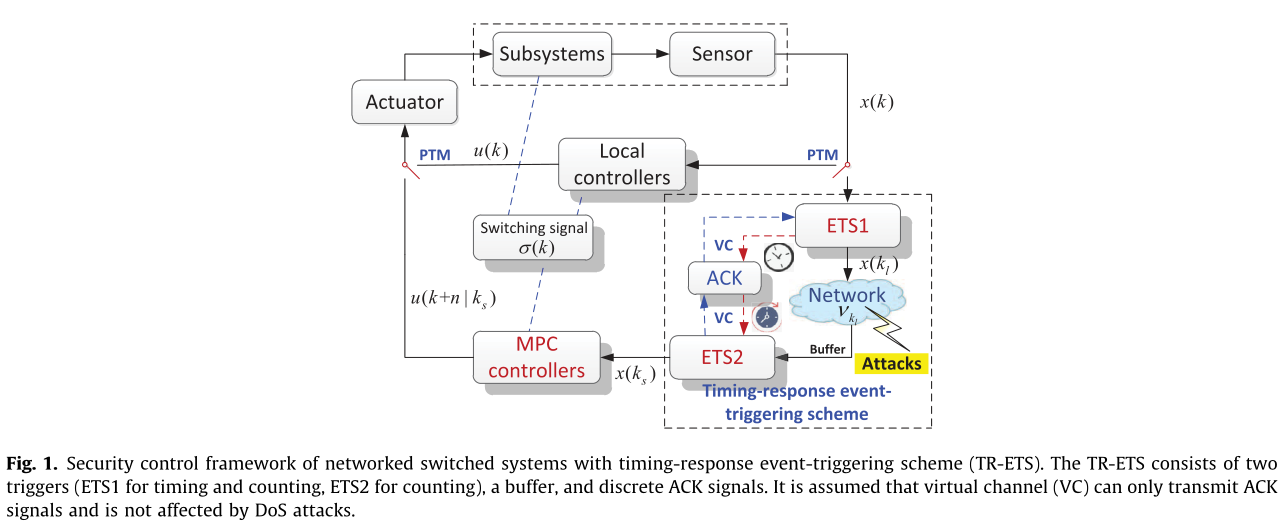 Subsystems
Sensor
Actuator
x(k)
PTM
u(k)
Local
controllers
PTM
ETS1
Switching signal
σ(k)
VC
x(k_l)
ACK
Network
ν_{k_l}
u(k+n | k_s)
VC
MPC
controllers
ETS2
Buffer
Attacks
x(k_s)
Timing-response event-
triggering scheme
Fig. 1. Security control framework of networked switched systems with timing-response event-triggering scheme (TR-ETS). The TR-ETS consists of two
triggers (ETS1 for timing and counting, ETS2 for counting), a buffer, and discrete ACK signals. It is assumed that virtual channel (VC) can only transmit ACK
signals and is not affected by DoS attacks.